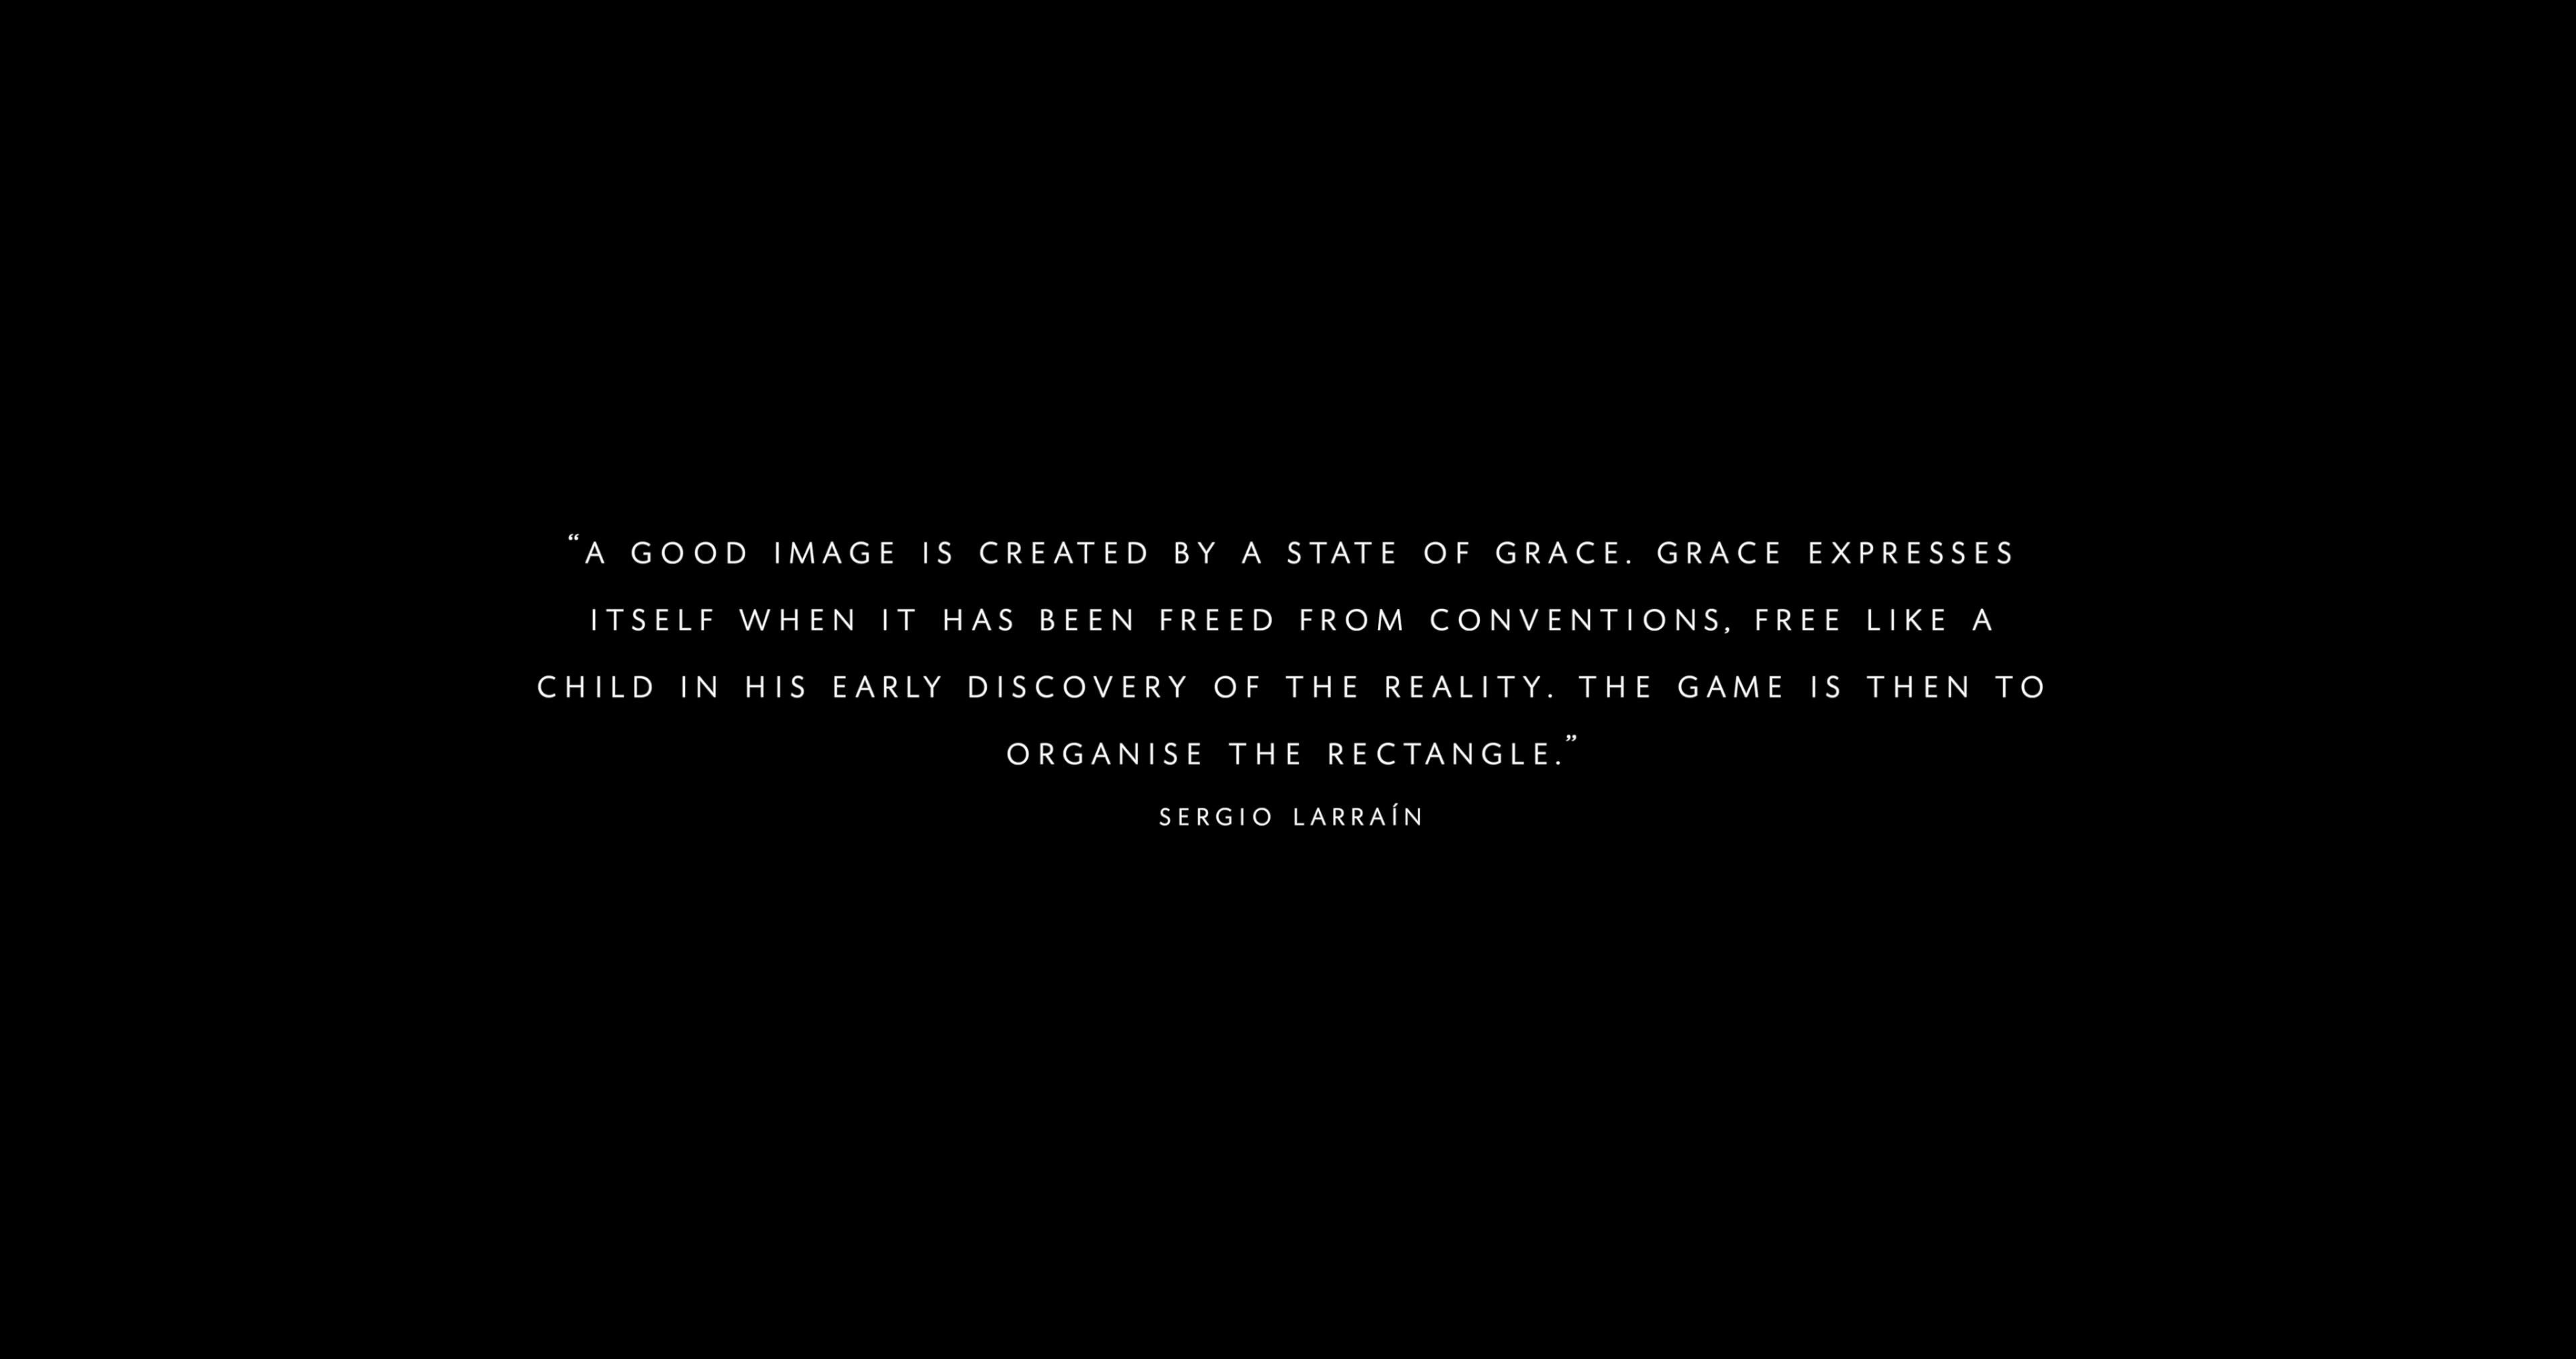 “A GOOD IMAGE IS CREATED BY A STATE OF GRACE. GRACE EXPRESSES
ITSELF WHEN IT HAS BEEN FREED FROM CONVENTIONS, FREE LIKE A
CHILD IN HIS EARLY DISCOVERY OF THE REALITY. THE GAME IS THEN TO
ORGANISE THE RECTANGLE.”
SERGIO LARRAÍN